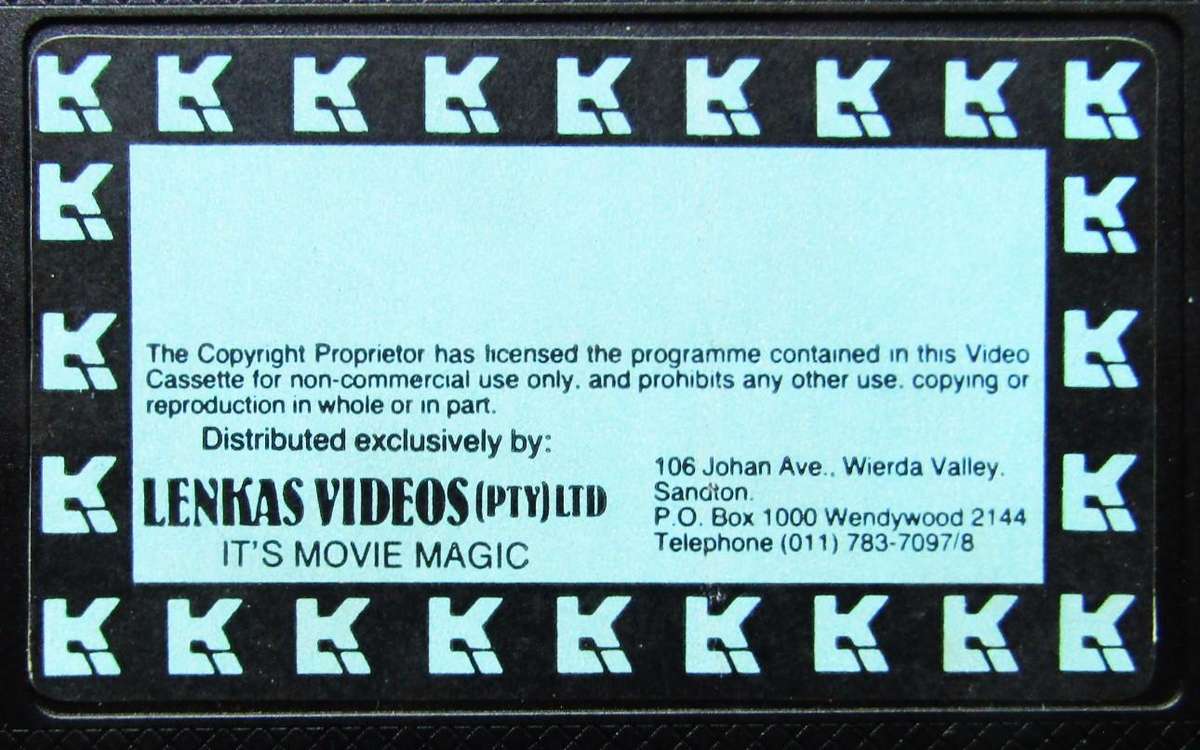 The Copyright Proprietor has licensed the programme contained in this Video
Cassette for non-commercial use only. and prohibits any other use. copying or
reproduction in whole or in part.
Distributed exclusively by:
LENKAS VIDEOS (PTY) LTD
IT'S MOVIE MAGIC
106 Johan Ave., Wierda Valley.
Sandton.
P.O. Box 1000 Wendywood 2144
Telephone (011) 783-7097/8